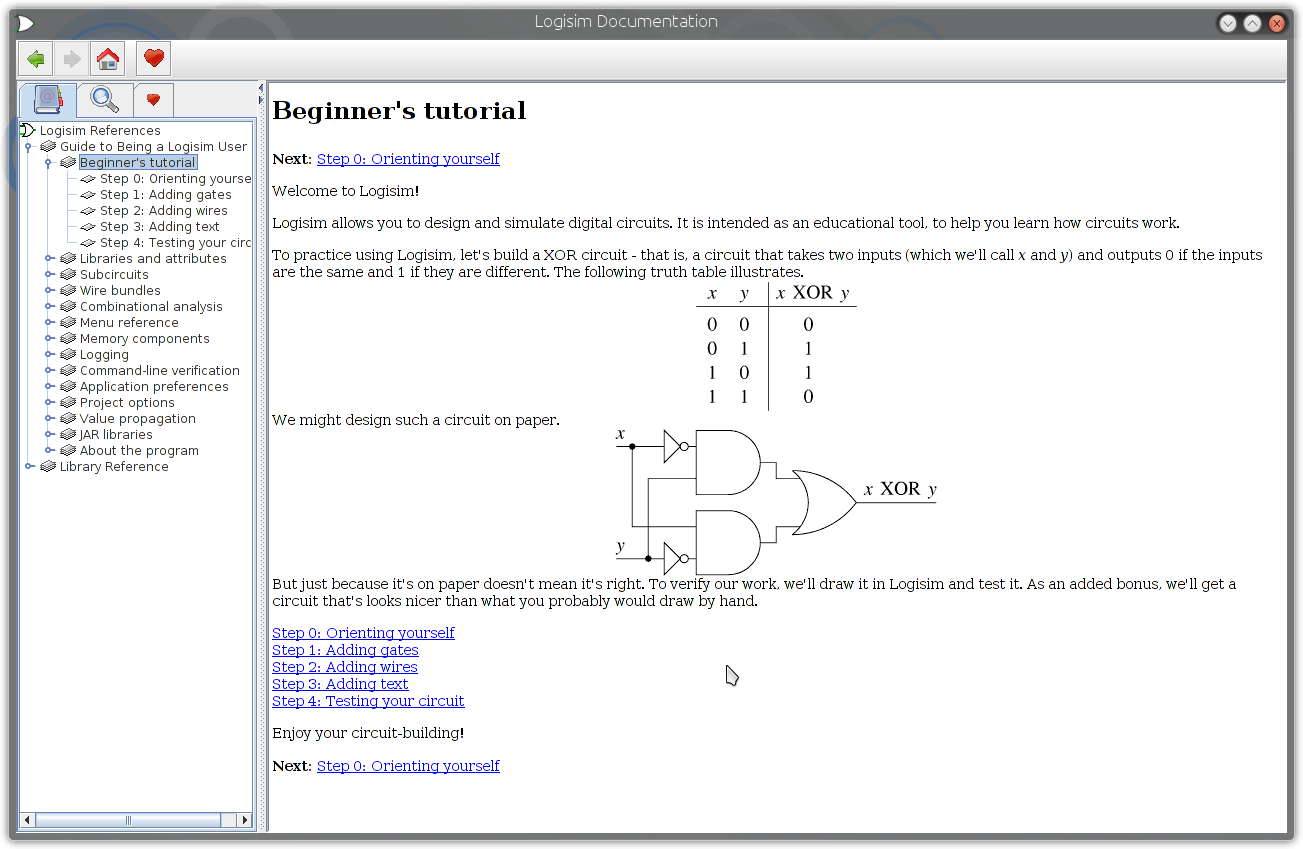 Logisim Documentation
Logisim References
Guide to Being a Logisim User
Beginner's tutorial
Step 0: Orienting yourse
Step 1: Adding gates
Step 2: Adding wires
Step 3: Adding text
Step 4: Testing your circ
Libraries and attributes
Subcircuits
Wire bundles
Combinational analysis
Menu reference
Memory components
Logging
Command-line verification
Application preferences
Project options
Value propagation
JAR libraries
About the program
Library Reference
Beginner's tutorial
Next: Step 0: Orienting yourself
Welcome to Logisim!
Logisim allows you to design and simulate digital circuits. It is intended as an educational tool, to help you learn how circuits work.
To practice using Logisim, let's build a XOR circuit - that is, a circuit that takes two inputs (which we'll call x and y) and outputs 0 if the inputs
are the same and 1 if they are different. The following truth table illustrates.
x y x XOR y
0 0 0
0 1 1
1 0 1
1 1 0
We might design such a circuit on paper.
x
x XOR y
y
But just because it's on paper doesn't mean it's right. To verify our work, we'll draw it in Logisim and test it. As an added bonus, we'll get a
circuit that's looks nicer than what you probably would draw by hand.
Step 0: Orienting yourself
Step 1: Adding gates
Step 2: Adding wires
Step 3: Adding text
Step 4: Testing your circuit
Enjoy your circuit-building!
Next: Step 0: Orienting yourself